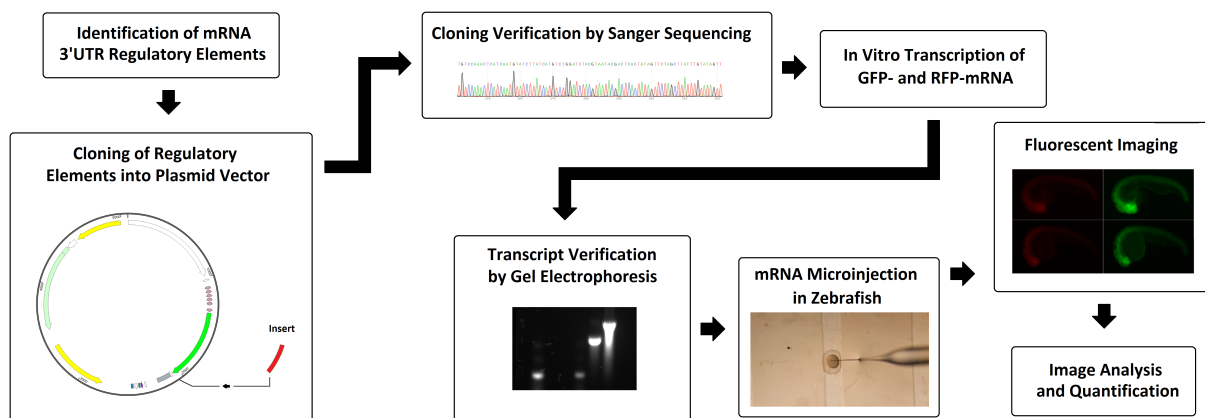 Identification of mRNA
3'UTR Regulatory Elements
Cloning of Regulatory
Elements into Plasmid Vector
Insert
Cloning Verification by Sanger Sequencing
In Vitro Transcription of
GFP- and RFP-mRNA
Transcript Verification
by Gel Electrophoresis
mRNA Microinjection
in Zebrafish
Fluorescent Imaging
Image Analysis
and Quantification